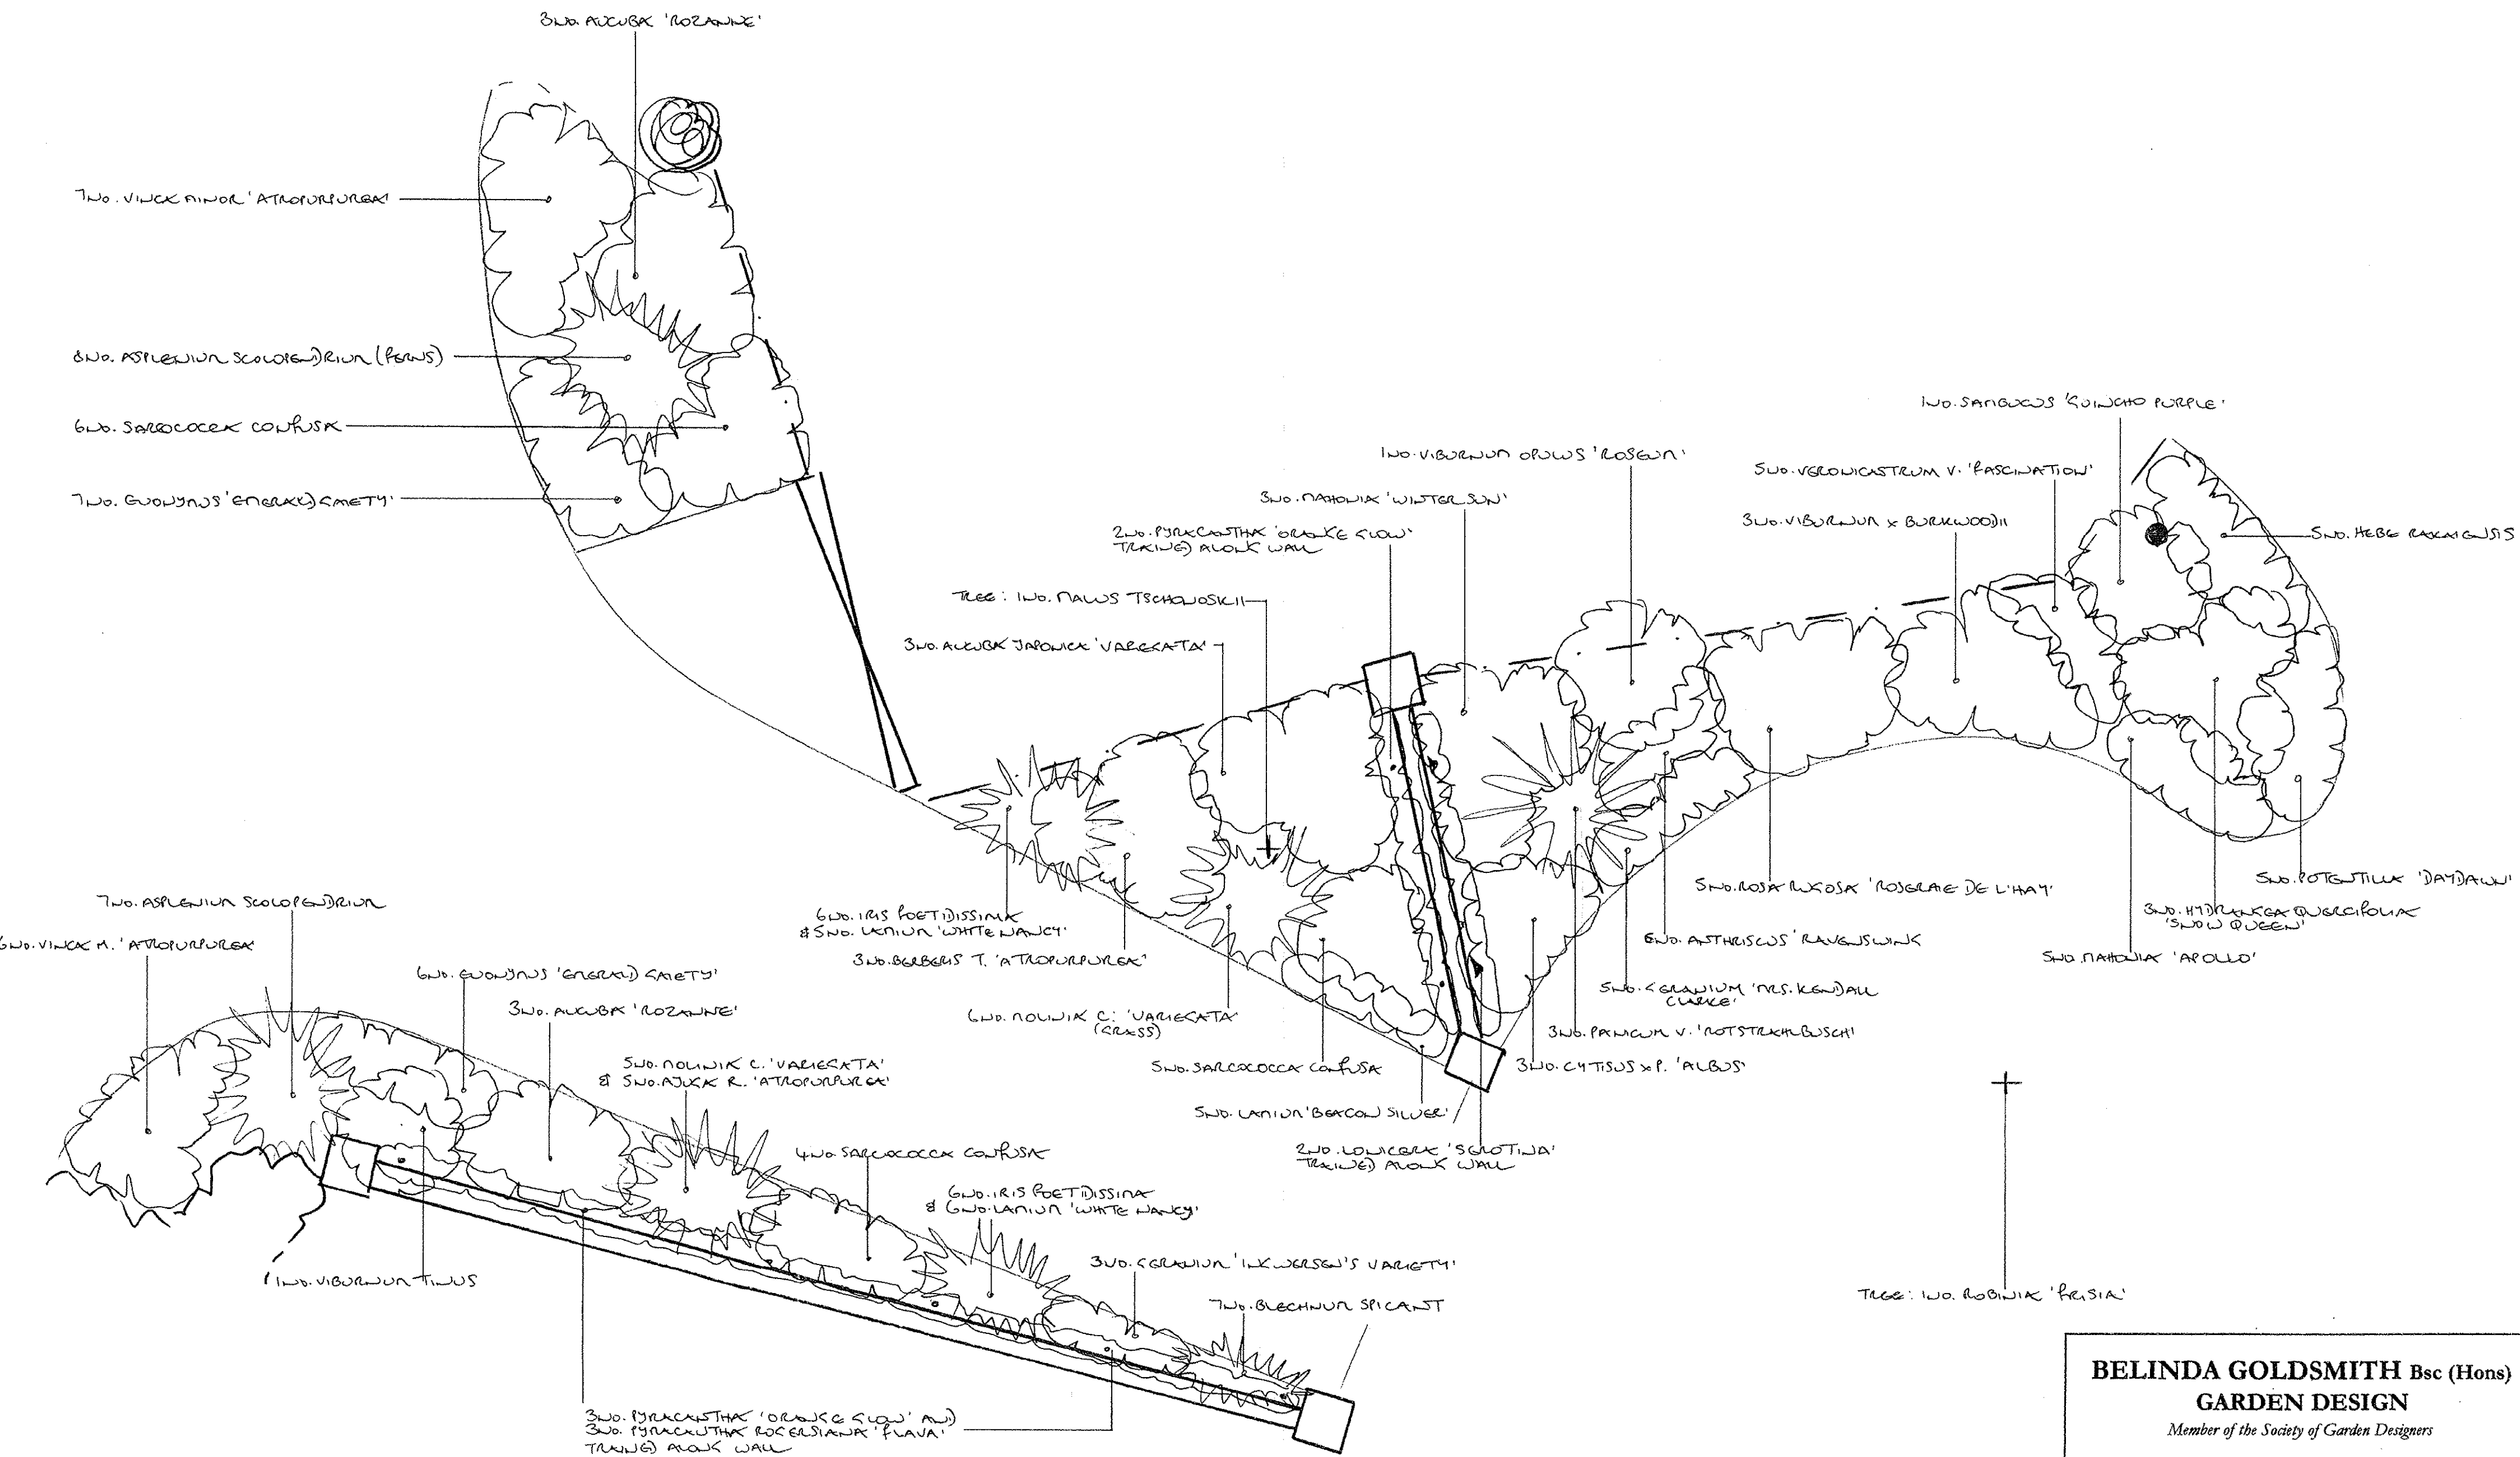 3NO. AUCUBA 'ROZANNE'
7NO. VINCA MINOR 'ATROPURPUREA'
8NO. ASPLENIUM SCOLOPENDRIUM (FERNS)
6NO. SARCOCOCCA CONFUSA
7NO. EUONYMUS 'EMERALD GAIETY'
1NO. SAMBUCUS 'GUINCHO PURPLE'
1NO. VIBURNUM OPULUS 'ROSEUM'
5NO. VERONICASTRUM V. 'FASCINATION'
3NO. MAHONIA 'WINTER SUN'
3NO. VIBURNUM x BURKWOODII
2NO. PYRACANTHA 'ORANGE GLOW'
TRAINED ALONG WALL
5NO. HEBE RAKAIENSIS
TREE: 1NO. MALUS TSCHONOSKII
3NO. AUCUBA JAPONICA 'VARIEGATA'
5NO. POTENTILLA 'DAYDAWN'
5NO. ROSA RUGOSA 'ROSERAIE DE L'HAY'
3NO. HYDRANGEA QUERCIFOLIA
'SNOW QUEEN'
6NO. IRIS FOETIDISSIMA
& 5NO. LAMIUM 'WHITE NANCY'
6NO. ANTHRISCUS 'RAVENSWING
3NO. BERBERIS T. 'ATROPURPUREA'
5NO. MAHONIA 'APOLLO'
5NO. GERANIUM 'MRS. KENDALL
CLARKE'
6NO. MOLINIA C. 'VARIEGATA'
(GRASS)
3NO. PANICUM V. 'ROTSTRAHLBUSCH'
5NO. SARCOCOCCA CONFUSA
3NO. CYTISUS x P. 'ALBUS'
5NO. LAMIUM 'BEACON SILVER'
2NO. LONICERA 'SEROTINA'
TRAINED ALONG WALL
7NO. ASPLENIUM SCOLOPENDRIUM
6NO. VINCA M. 'ATROPURPUREA'
6NO. EUONYMUS 'EMERALD GAIETY'
3NO. AUCUBA 'ROZANNE'
5NO. MOLINIA C. 'VARIEGATA'
& 5NO. AJUGA R. 'ATROPURPUREA'
4NO. SARCOCOCCA CONFUSA
6NO. IRIS FOETIDISSIMA
& 6NO. LAMIUM 'WHITE NANCY'
3NO. GERANIUM 'INGWERSEN'S VARIETY'
7NO. BLECHNUM SPICANT
1NO. VIBURNUM TINUS
3NO. PYRACANTHA 'ORANGE GLOW' AND
3NO. PYRACANTHA ROGERSIANA 'FLAVA'
TRAINED ALONG WALL
TREE: 1NO. ROBINIA 'FRISIA'
BELINDA GOLDSMITH Bsc (Hons)
GARDEN DESIGN
Member of the Society of Garden Designers